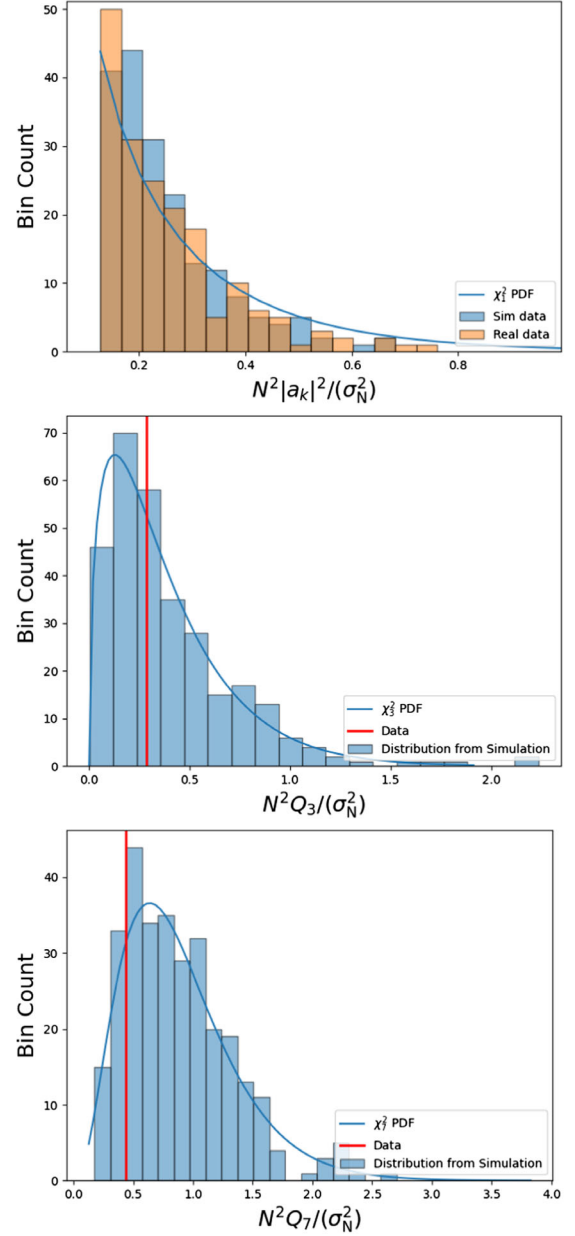 50
40
30
20
10
0
Bin Count
0.2 0.4 0.6 0.8
N²|aₖ|²/(σ²_N)
χ²₁ PDF
Sim data
Real data
70
60
50
40
30
20
10
0
Bin Count
0.0 0.5 1.0 1.5 2.0
N²Q₃/(σ²_N)
χ²₃ PDF
Data
Distribution from Simulation
40
30
20
10
0
Bin Count
0.0 0.5 1.0 1.5 2.0 2.5 3.0 3.5 4.0
N²Q₇/(σ²_N)
χ²₇ PDF
Data
Distribution from Simulation